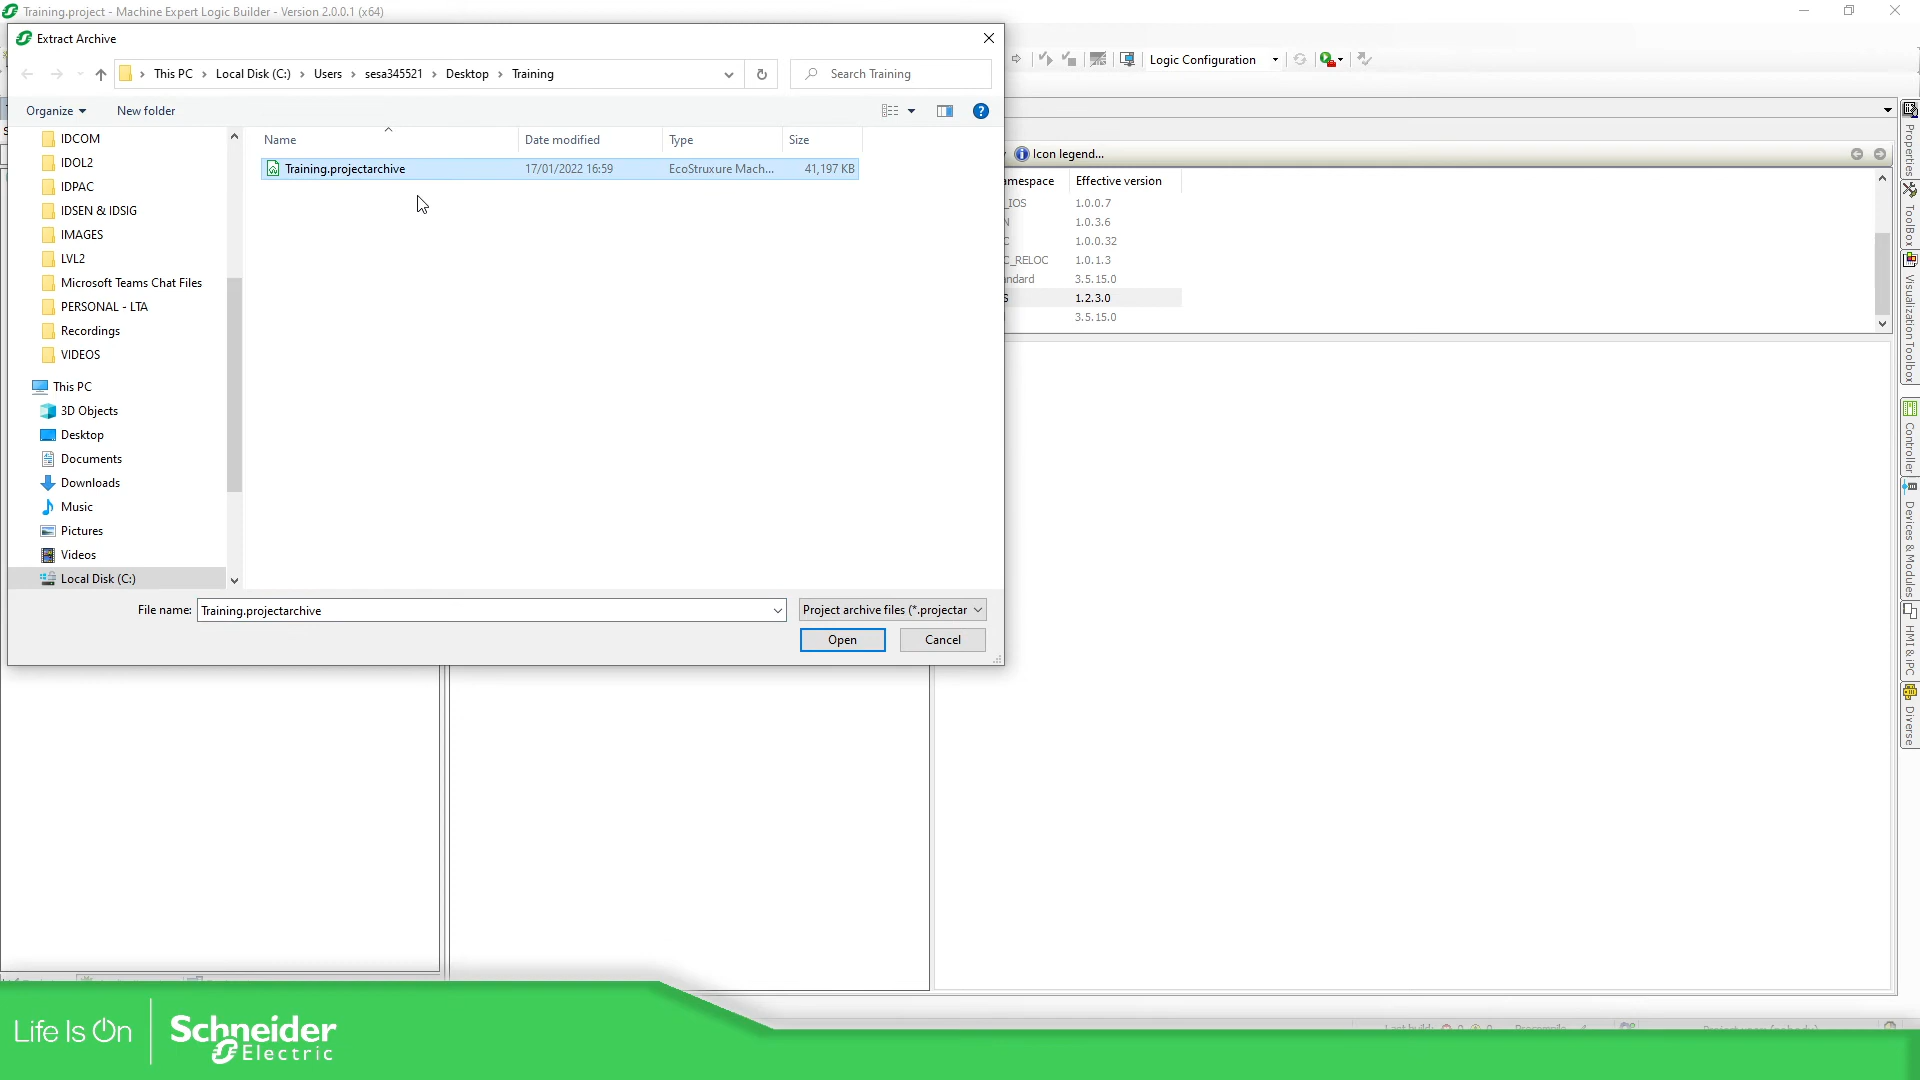 Training.project - Machine Expert Logic Builder - Version 2.0.0.1 (x64)
Extract Archive
This PC > Local Disk (C:) > Users > sesa345521 > Desktop > Training
Search Training
Logic Configuration
Organize
New folder
IDCOM
IDOL2
IDPAC
IDSEN & IDSIG
IMAGES
LVL2
Microsoft Teams Chat Files
PERSONAL - LTA
Recordings
VIDEOS
This PC
3D Objects
Desktop
Documents
Downloads
Music
Pictures
Videos
Local Disk (C:)
Name Date modified Type Size
Training.projectarchive 17/01/2022 16:59 EcoStruxure Mach... 41,197 KB
File name: Training.projectarchive
Project archive files (*.projectar
Open Cancel
Icon legend...
amespace Effective version
_IOS 1.0.0.7
N 1.0.3.6
C 1.0.0.32
C_RELOC 1.0.1.3
ndard 3.5.15.0
S 1.2.3.0
3.5.15.0
Properties
ToolBox
Visualization Toolbox
Controller
Devices & Modules
HMI & iPC
Diverse
Life Is On
Schneider
Electric